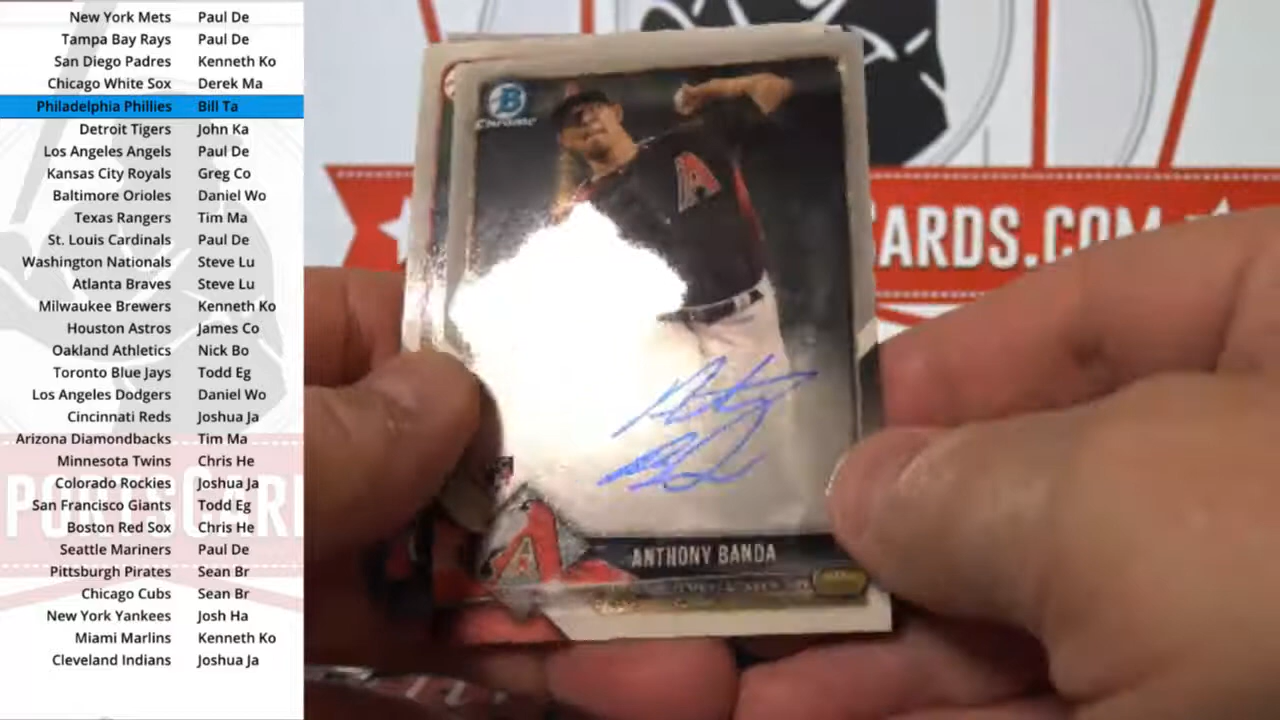 New York Mets Paul De
Tampa Bay Rays Paul De
San Diego Padres Kenneth Ko
Chicago White Sox Derek Ma
Philadelphia Phillies Bill Ta
Detroit Tigers John Ka
Los Angeles Angels Paul De
Kansas City Royals Greg Co
Baltimore Orioles Daniel Wo
Texas Rangers Tim Ma
St. Louis Cardinals Paul De
Washington Nationals Steve Lu
Atlanta Braves Steve Lu
Milwaukee Brewers Kenneth Ko
Houston Astros James Co
Oakland Athletics Nick Bo
Toronto Blue Jays Todd Eg
Los Angeles Dodgers Daniel Wo
Cincinnati Reds Joshua Ja
Arizona Diamondbacks Tim Ma
Minnesota Twins Chris He
Colorado Rockies Joshua Ja
San Francisco Giants Todd Eg
Boston Red Sox Chris He
Seattle Mariners Paul De
Pittsburgh Pirates Sean Br
Chicago Cubs Sean Br
New York Yankees Josh Ha
Miami Marlins Kenneth Ko
Cleveland Indians Joshua Ja
B
Chrome
A
CARDS.COM
A
ANTHONY BANDA